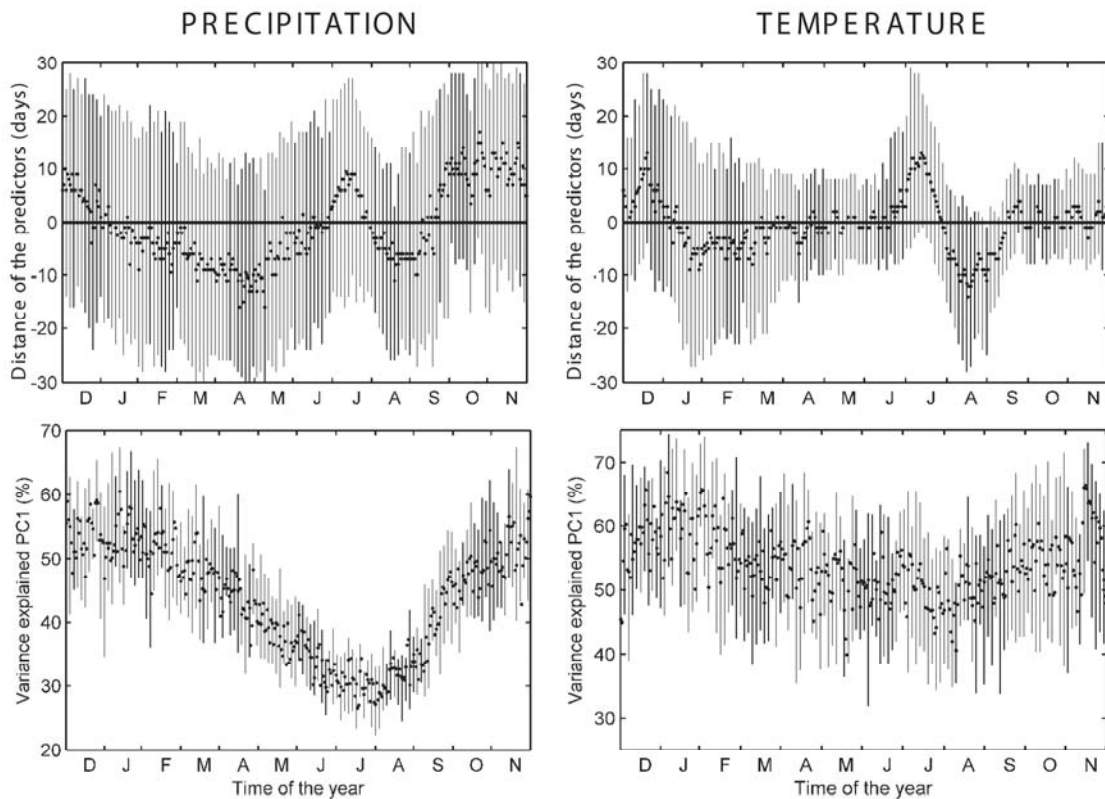 PRECIPITATION
TEMPERATURE
Distance of the predictors (days)
30
20
10
0
-10
-20
-30
D J F M A M J J A S O N
Distance of the predictors (days)
30
20
10
0
-10
-20
-30
D J F M A M J J A S O N
Variance explained PC1 (%)
70
60
50
40
30
20
D J F M A M J J A S O N
Time of the year
Variance explained PC1 (%)
70
60
50
40
30
D J F M A M J J A S O N
Time of the year